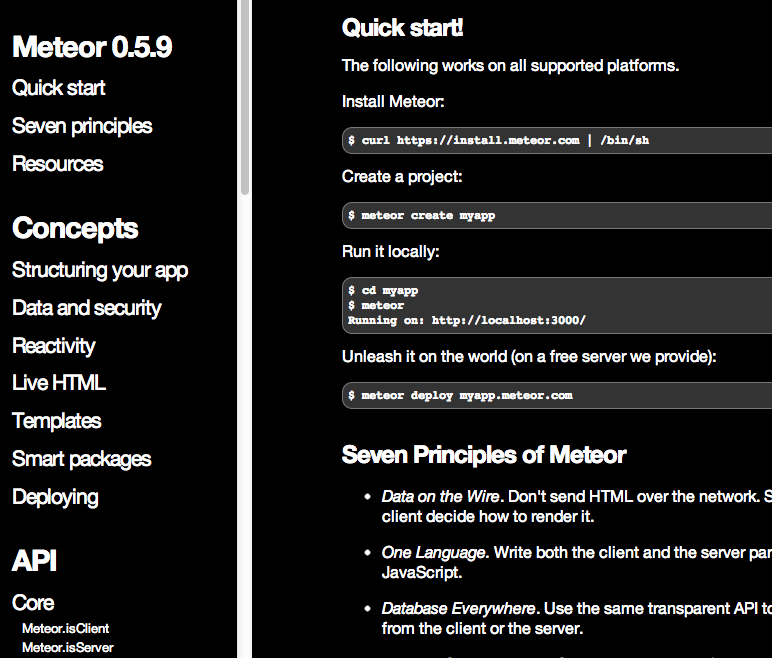 Meteor 0.5.9
Quick start
Seven principles
Resources
Concepts
Structuring your app
Data and security
Reactivity
Live HTML
Templates
Smart packages
Deploying
API
Core
Meteor.isClient
Meteor.isServer
Quick start!
The following works on all supported platforms.
Install Meteor:
$ curl https://install.meteor.com | /bin/sh
Create a project:
$ meteor create myapp
Run it locally:
$ cd myapp
$ meteor
Running on: http://localhost:3000/
Unleash it on the world (on a free server we provide):
$ meteor deploy myapp.meteor.com
Seven Principles of Meteor
• Data on the Wire. Don't send HTML over the network. S
client decide how to render it.
• One Language. Write both the client and the server par
JavaScript.
• Database Everywhere. Use the same transparent API to
from the client or the server.